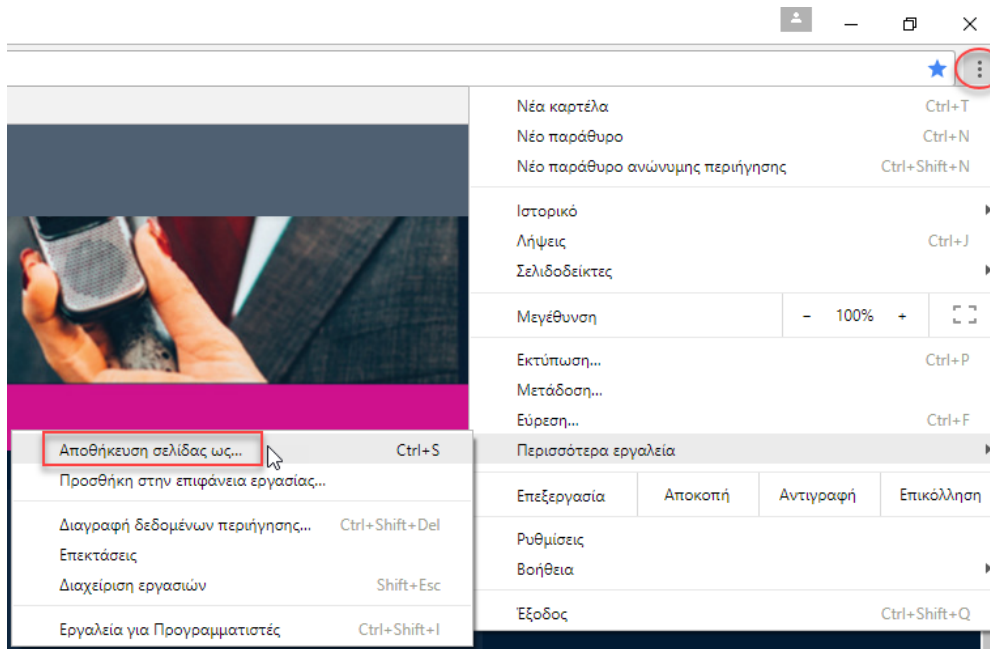 Νέα καρτέλα Ctrl+T
Νέο παράθυρο Ctrl+N
Νέο παράθυρο ανώνυμης περιήγησης Ctrl+Shift+N
Ιστορικό
Λήψεις Ctrl+J
Σελιδοδείκτες
Μεγέθυνση - 100% +
Εκτύπωση... Ctrl+P
Μετάδοση...
Εύρεση... Ctrl+F
Περισσότερα εργαλεία
Επεξεργασία Αποκοπή Αντιγραφή Επικόλληση
Ρυθμίσεις
Βοήθεια
Έξοδος Ctrl+Shift+Q
Αποθήκευση σελίδας ως... Ctrl+S
Προσθήκη στην επιφάνεια εργασίας...
Διαγραφή δεδομένων περιήγησης... Ctrl+Shift+Del
Επεκτάσεις
Διαχείριση εργασιών Shift+Esc
Εργαλεία για Προγραμματιστές Ctrl+Shift+I